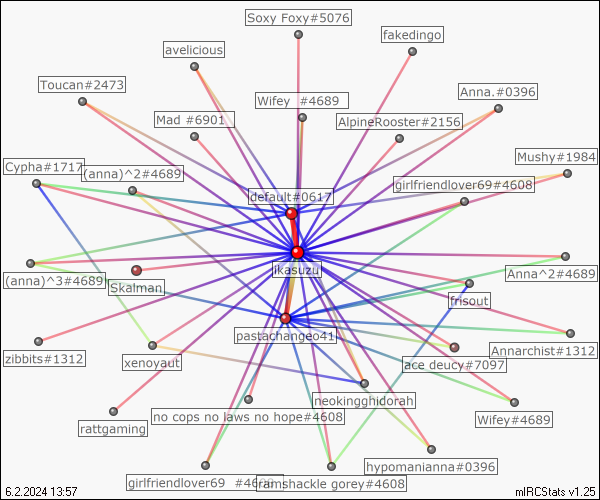 Soxy Foxy#5076
fakedingo
avelicious
Toucan#2473
Wifey_#4689
Anna.#0396
Mad #6901
AlpineRooster#2156
Cypha#1717
(anna)^2#4689
Mushy#1984
girlfriendlover69#4608
default#0617
ikasuzu
(anna)^3#4689
Skalman
Anna^2#4689
frisout
pastachangeo41
zibbits#1312
xenoyaut
Annarchist#1312
ace deucy#7097
neokingghidorah
no cops no laws no hope#4608
Wifey#4689
rattgaming
hypomanianna#0396
girlfriendlover69
ramshackle gorey#4608
6.2.2024 13:57
mIRCStats v1.25